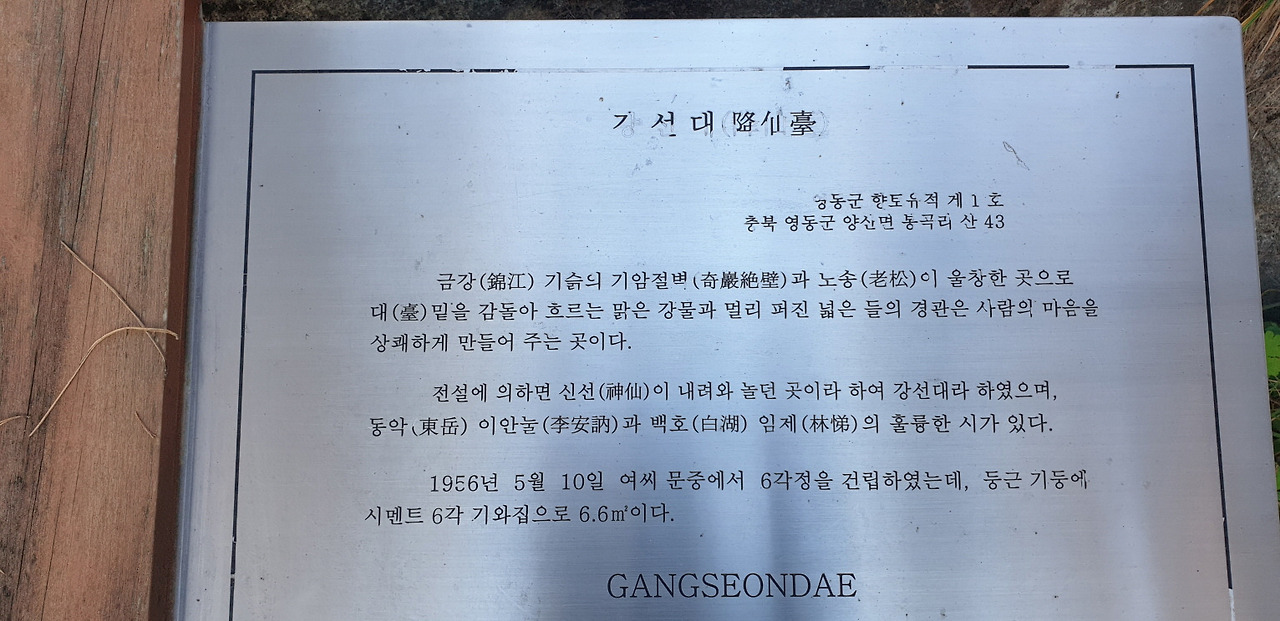 강선대 降仙臺
영동군 향토유적 제 1 호
충북 영동군 양산면 통곡리 산 43
금강(錦江) 기슭의 기암절벽(奇巖絶壁)과 노송(老松)이 울창한 곳으로
대(臺)밑을 감돌아 흐르는 맑은 강물과 멀리 퍼진 넓은 들의 경관은 사람의 마음을
상쾌하게 만들어 주는 곳이다.
전설에 의하면 신선(神仙)이 내려와 놀던 곳이라 하여 강선대라 하였으며,
동악(東岳) 이안눌(李安訥)과 백호(白湖) 임제(林悌)의 훌륭한 시가 있다.
1956년 5월 10일 여씨 문중에서 6각정을 건립하였는데, 둥근 기둥에
시멘트 6각 기와집으로 6.6㎡이다.
GANGSEONDAE